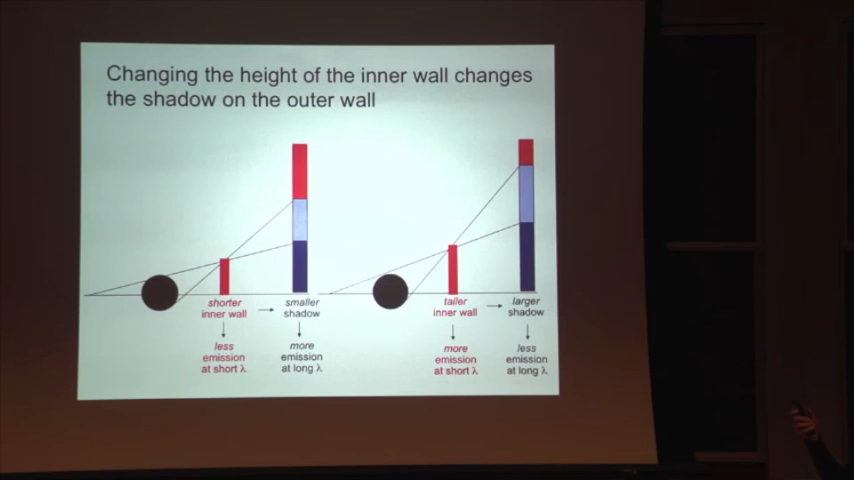 Changing the height of the inner wall changes
the shadow on the outer wall
shorter
inner wall
smaller
shadow
less
emission
at short λ
more
emission
at long λ
taller
inner wall
larger
shadow
more
emission
at short λ
less
emission
at long λ